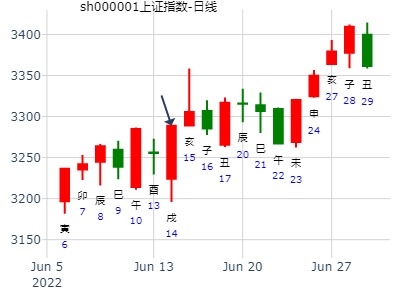 sh000001上证指数-日线
3400
3350
3300
3250
3200
3150
寅
6
卯
7
辰
8
巳
9
午
10
酉
13
戌
14
亥
15
子
16
丑
17
辰
20
巳
21
午
22
未
23
申
24
亥
27
子
28
丑
29
Jun 5
2022
Jun 13
Jun 20
Jun 27